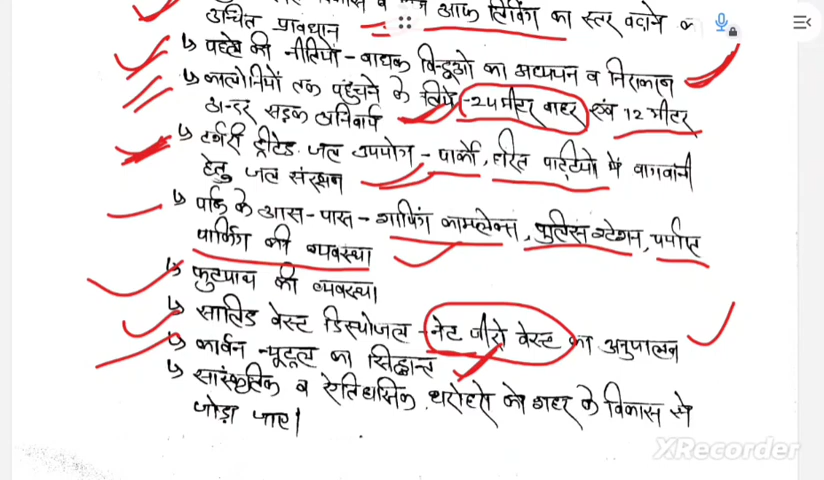 आफ लिविंग का स्तर बढाने
उचित प्रावधान
↳ पहले की नीतियों - बाधक बिन्दुओ का अध्ययन व निराकरण
↳ कालोनियों तक पहुंचने के लिये - 24 मीटर बाहर एवं 12 मीटर
अन्दर सड़क अनिवार्य
↳ टर्शरी ट्रीटेड जल उपयोग - पार्को, हरित पट्टियो में बागवानी
हेतु जल संरक्षण
↳ के आस-पास - शापिंग काम्प्लेक्स, पुलिस स्टेशन, पर्याप्त
पार्किंग की व्यवस्था
↳ फुटपाथ की व्यवस्था
↳ सालिड वेस्ट डिस्पोजल - नेट जीरो वेस्ट का अनुपालन
↳ कार्बन न्यूट्रल का सिद्धान्त
↳ सांस्कृतिक व ऐतिहासिक धरोहरो को शहर के विकास से
जोड़ा जाए।
XRecorder